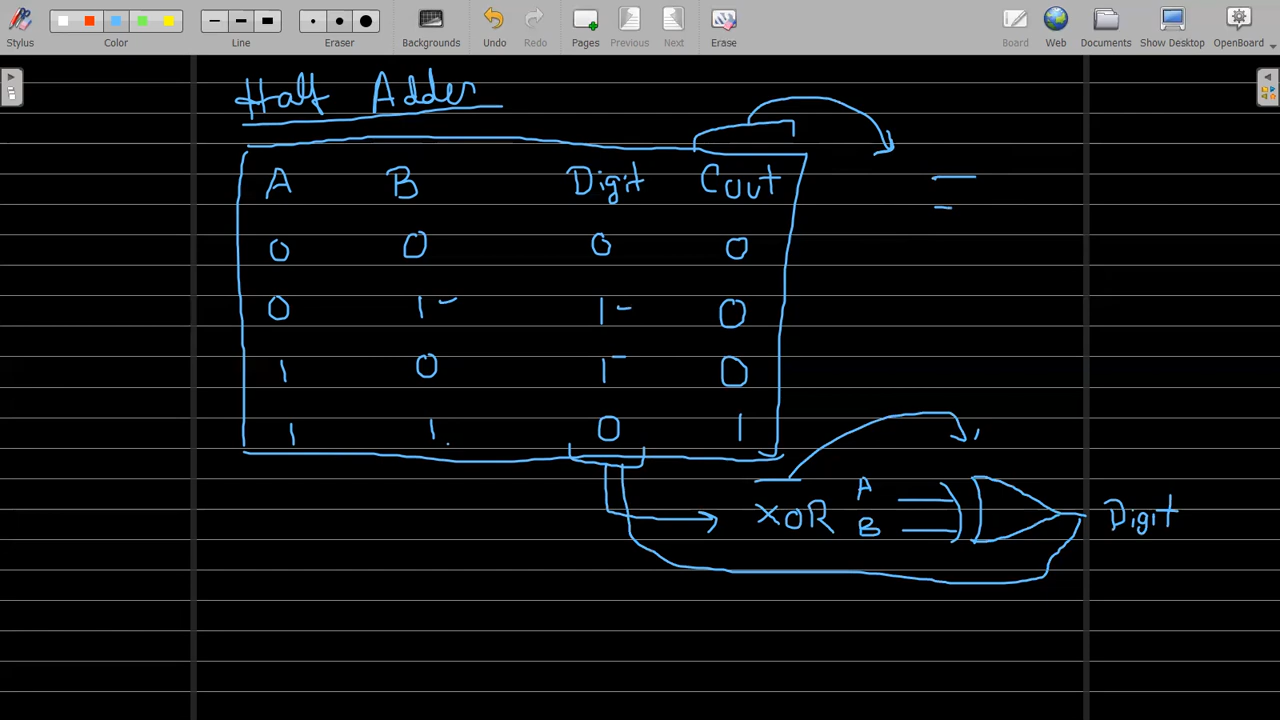 Stylus Color Line Eraser Backgrounds Undo Redo Pages Previous Next Erase Board Web Documents Show Desktop OpenBoard
Half Adder
A B Digit Cout
0 0 0 0
0 1 1 0
1 0 1 0
1 1 0 1
XOR A B Digit